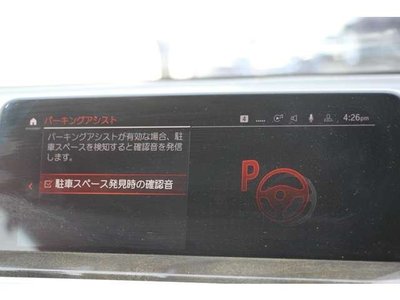 パーキングアシスト
4 4:26pm
パーキングアシストが有効な場合、駐
車スペースを検知すると確認音を発信
します。
駐車スペース発見時の確認音
P